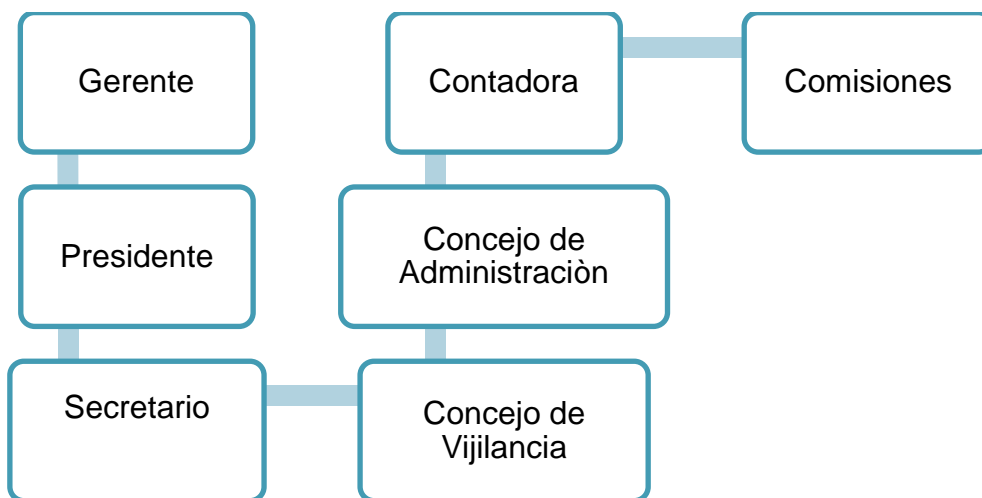 Gerente
Presidente
Secretario
Concejo de
Vijilancia
Concejo de
Administraciòn
Contadora
Comisiones